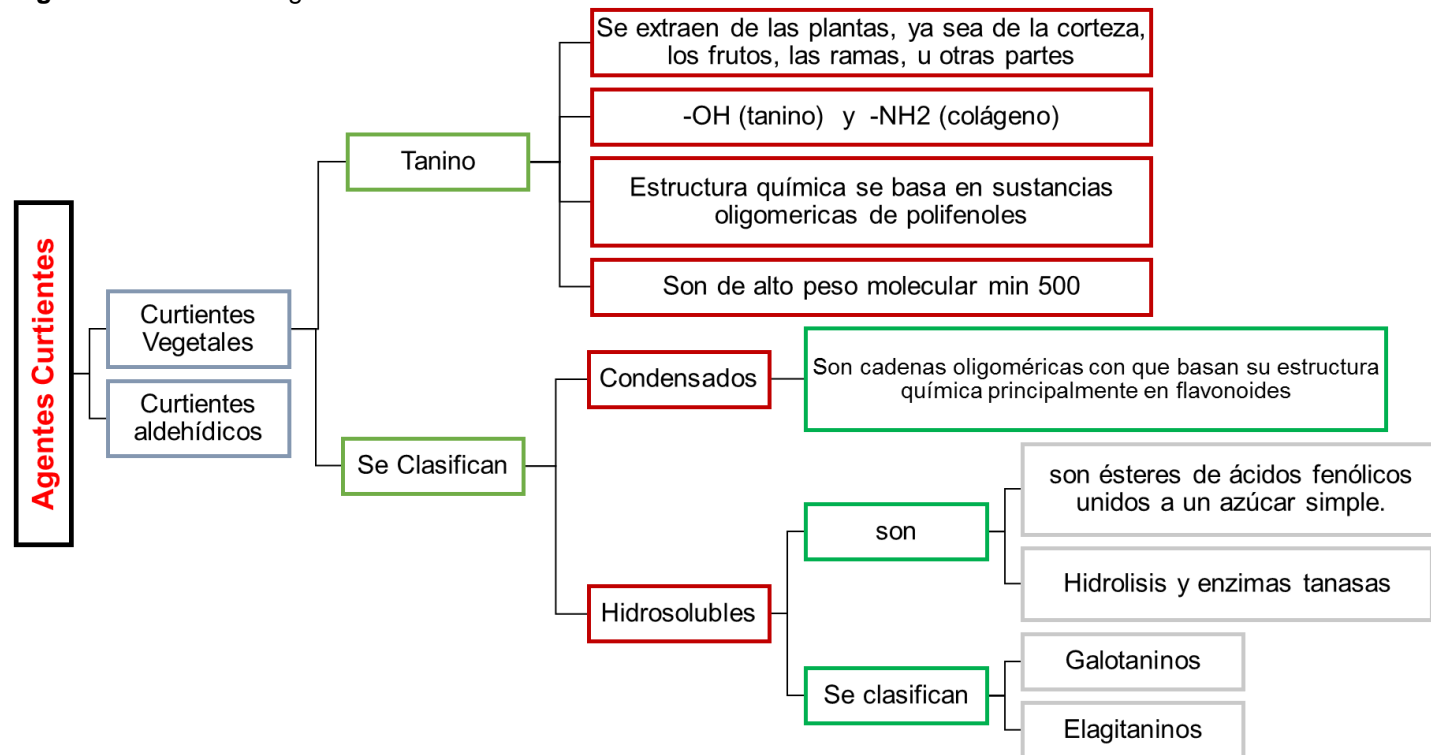 Agentes Curtientes
Curtientes
Vegetales
Curtientes
aldehídicos
Tanino
Se extraen de las plantas, ya sea de la corteza,
los frutos, las ramas, u otras partes
-OH (tanino) y -NH2 (colágeno)
Estructura química se basa en sustancias
oligomericas de polifenoles
Son de alto peso molecular min 500
Se Clasifican
Condensados
Son cadenas oligoméricas con que basan su estructura
química principalmente en flavonoides
Hidrosolubles
son
son ésteres de ácidos fenólicos
unidos a un azúcar simple.
Hidrolisis y enzimas tanasas
Se clasifican
Galotaninos
Elagitaninos